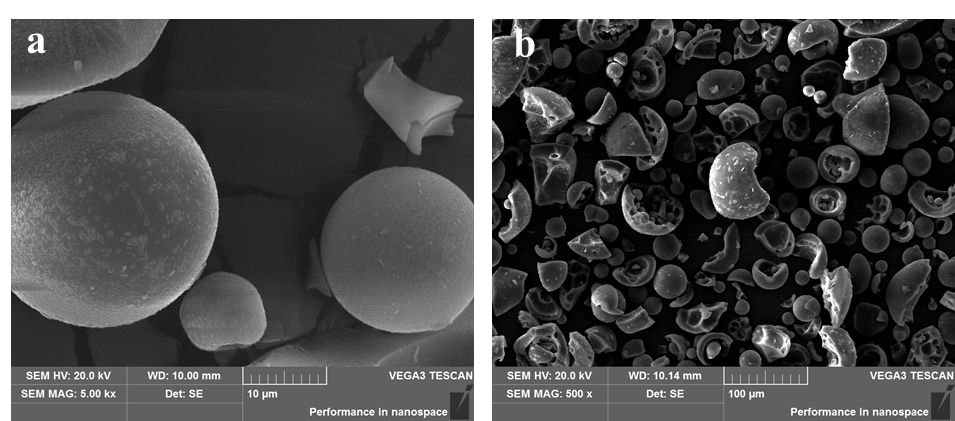 a
SEM HV: 20.0 kV WD: 10.00 mm VEGA3 TESCAN
SEM MAG: 5.00 kx Det: SE 10 µm
Performance in nanospace
b
SEM HV: 20.0 kV WD: 10.14 mm VEGA3 TESCAN
SEM MAG: 500 x Det: SE 100 µm
Performance in nanospace